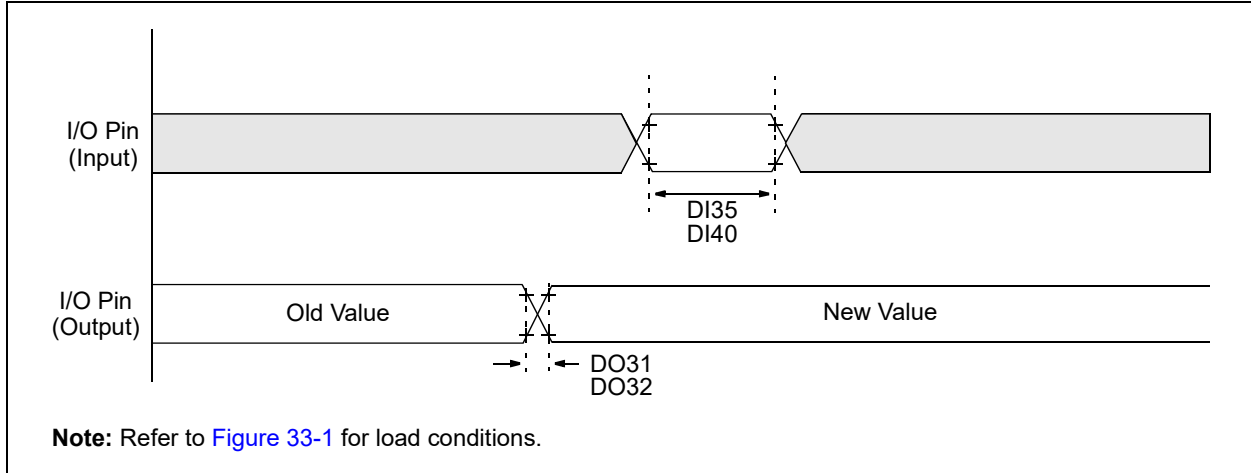 I/O Pin
(Input)
DI35
DI40
I/O Pin
(Output)
Old Value
New Value
DO31
DO32
Note: Refer to Figure 33-1 for load conditions.